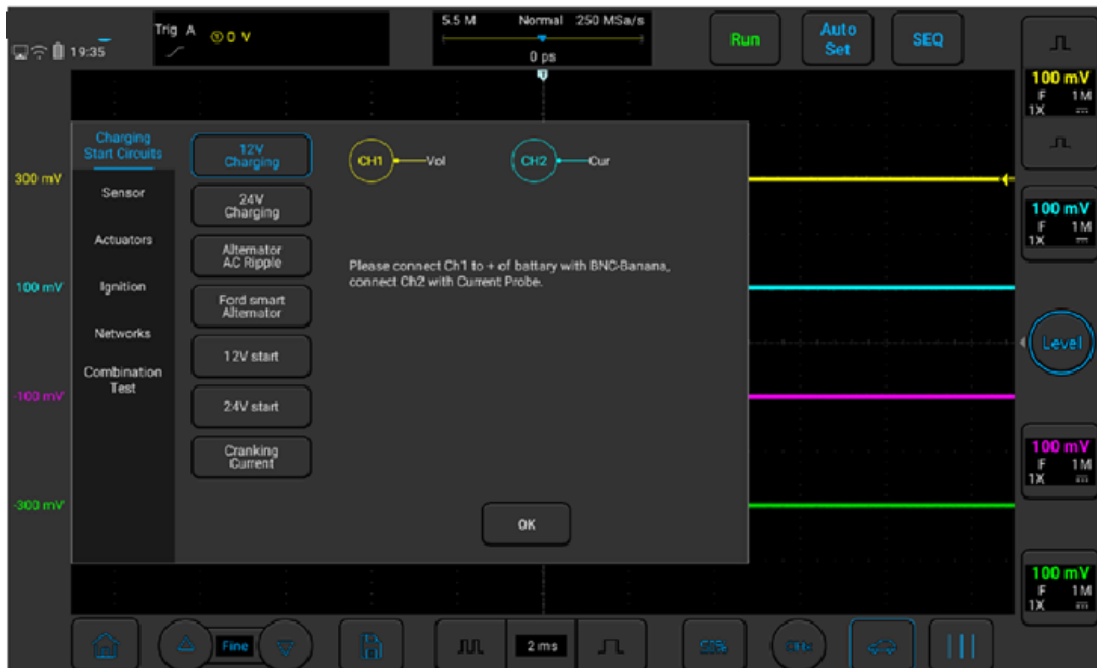 19:35
Trig A
0 V
5.5 M Normal 250 MSa/s
0 ps
Run
Auto
Set
SEQ
100 mV
F 1M
1X
Charging
Start Circuits
Sensor
Actuators
Ignition
Networks
Combination
Test
12V
Charging
24V
Charging
Alternator
AC Ripple
Ford smart
Alternator
12V start
24V start
Cranking
Current
CH1
Vol
CH2
Cur
Please connect Ch1 to + of battary with BNC-Banana,
connect Ch2 with Current Probe.
OK
300 mV
100 mV
-100 mV
-300 mV
100 mV
F 1M
1X
Level
100 mV
F 1M
1X
100 mV
F 1M
1X
Fine
2 ms
50%